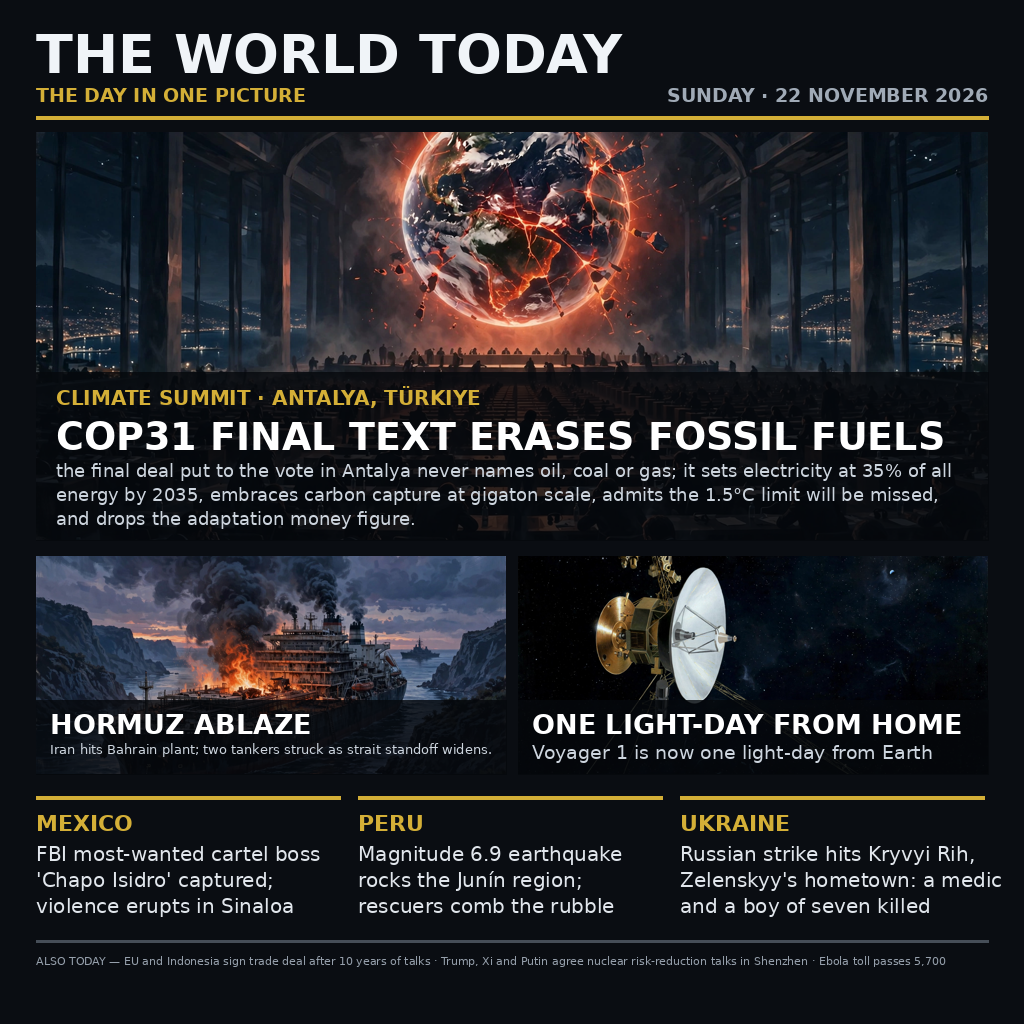 THE WORLD TODAY
THE DAY IN ONE PICTURE
SUNDAY · 22 NOVEMBER 2026
CLIMATE SUMMIT · ANTALYA, TÜRKIYE
COP31 FINAL TEXT ERASES FOSSIL FUELS
the final deal put to the vote in Antalya never names oil, coal or gas; it sets electricity at 35% of all
energy by 2035, embraces carbon capture at gigaton scale, admits the 1.5°C limit will be missed,
and drops the adaptation money figure.
HORMUZ ABLAZE
Iran hits Bahrain plant; two tankers struck as strait standoff widens.
ONE LIGHT-DAY FROM HOME
Voyager 1 is now one light-day from Earth
MEXICO
FBI most-wanted cartel boss
'Chapo Isidro' captured;
violence erupts in Sinaloa
PERU
Magnitude 6.9 earthquake
rocks the Junín region;
rescuers comb the rubble
UKRAINE
Russian strike hits Kryvyi Rih,
Zelenskyy's hometown: a medic
and a boy of seven killed
ALSO TODAY — EU and Indonesia sign trade deal after 10 years of talks · Trump, Xi and Putin agree nuclear risk-reduction talks in Shenzhen · Ebola toll passes 5,700